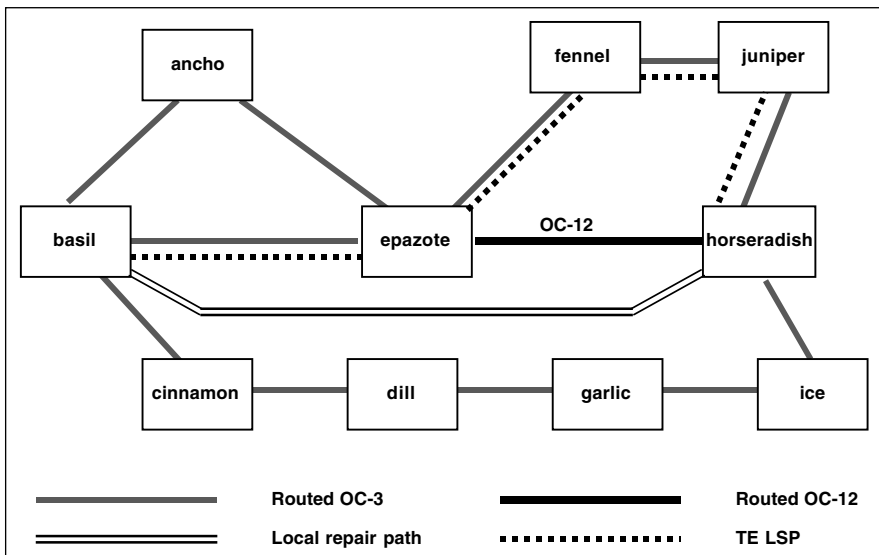 ancho
fennel
juniper
basil
epazote
OC-12
horseradish
cinnamon
dill
garlic
ice
Routed OC-3
Routed OC-12
Local repair path
TE LSP